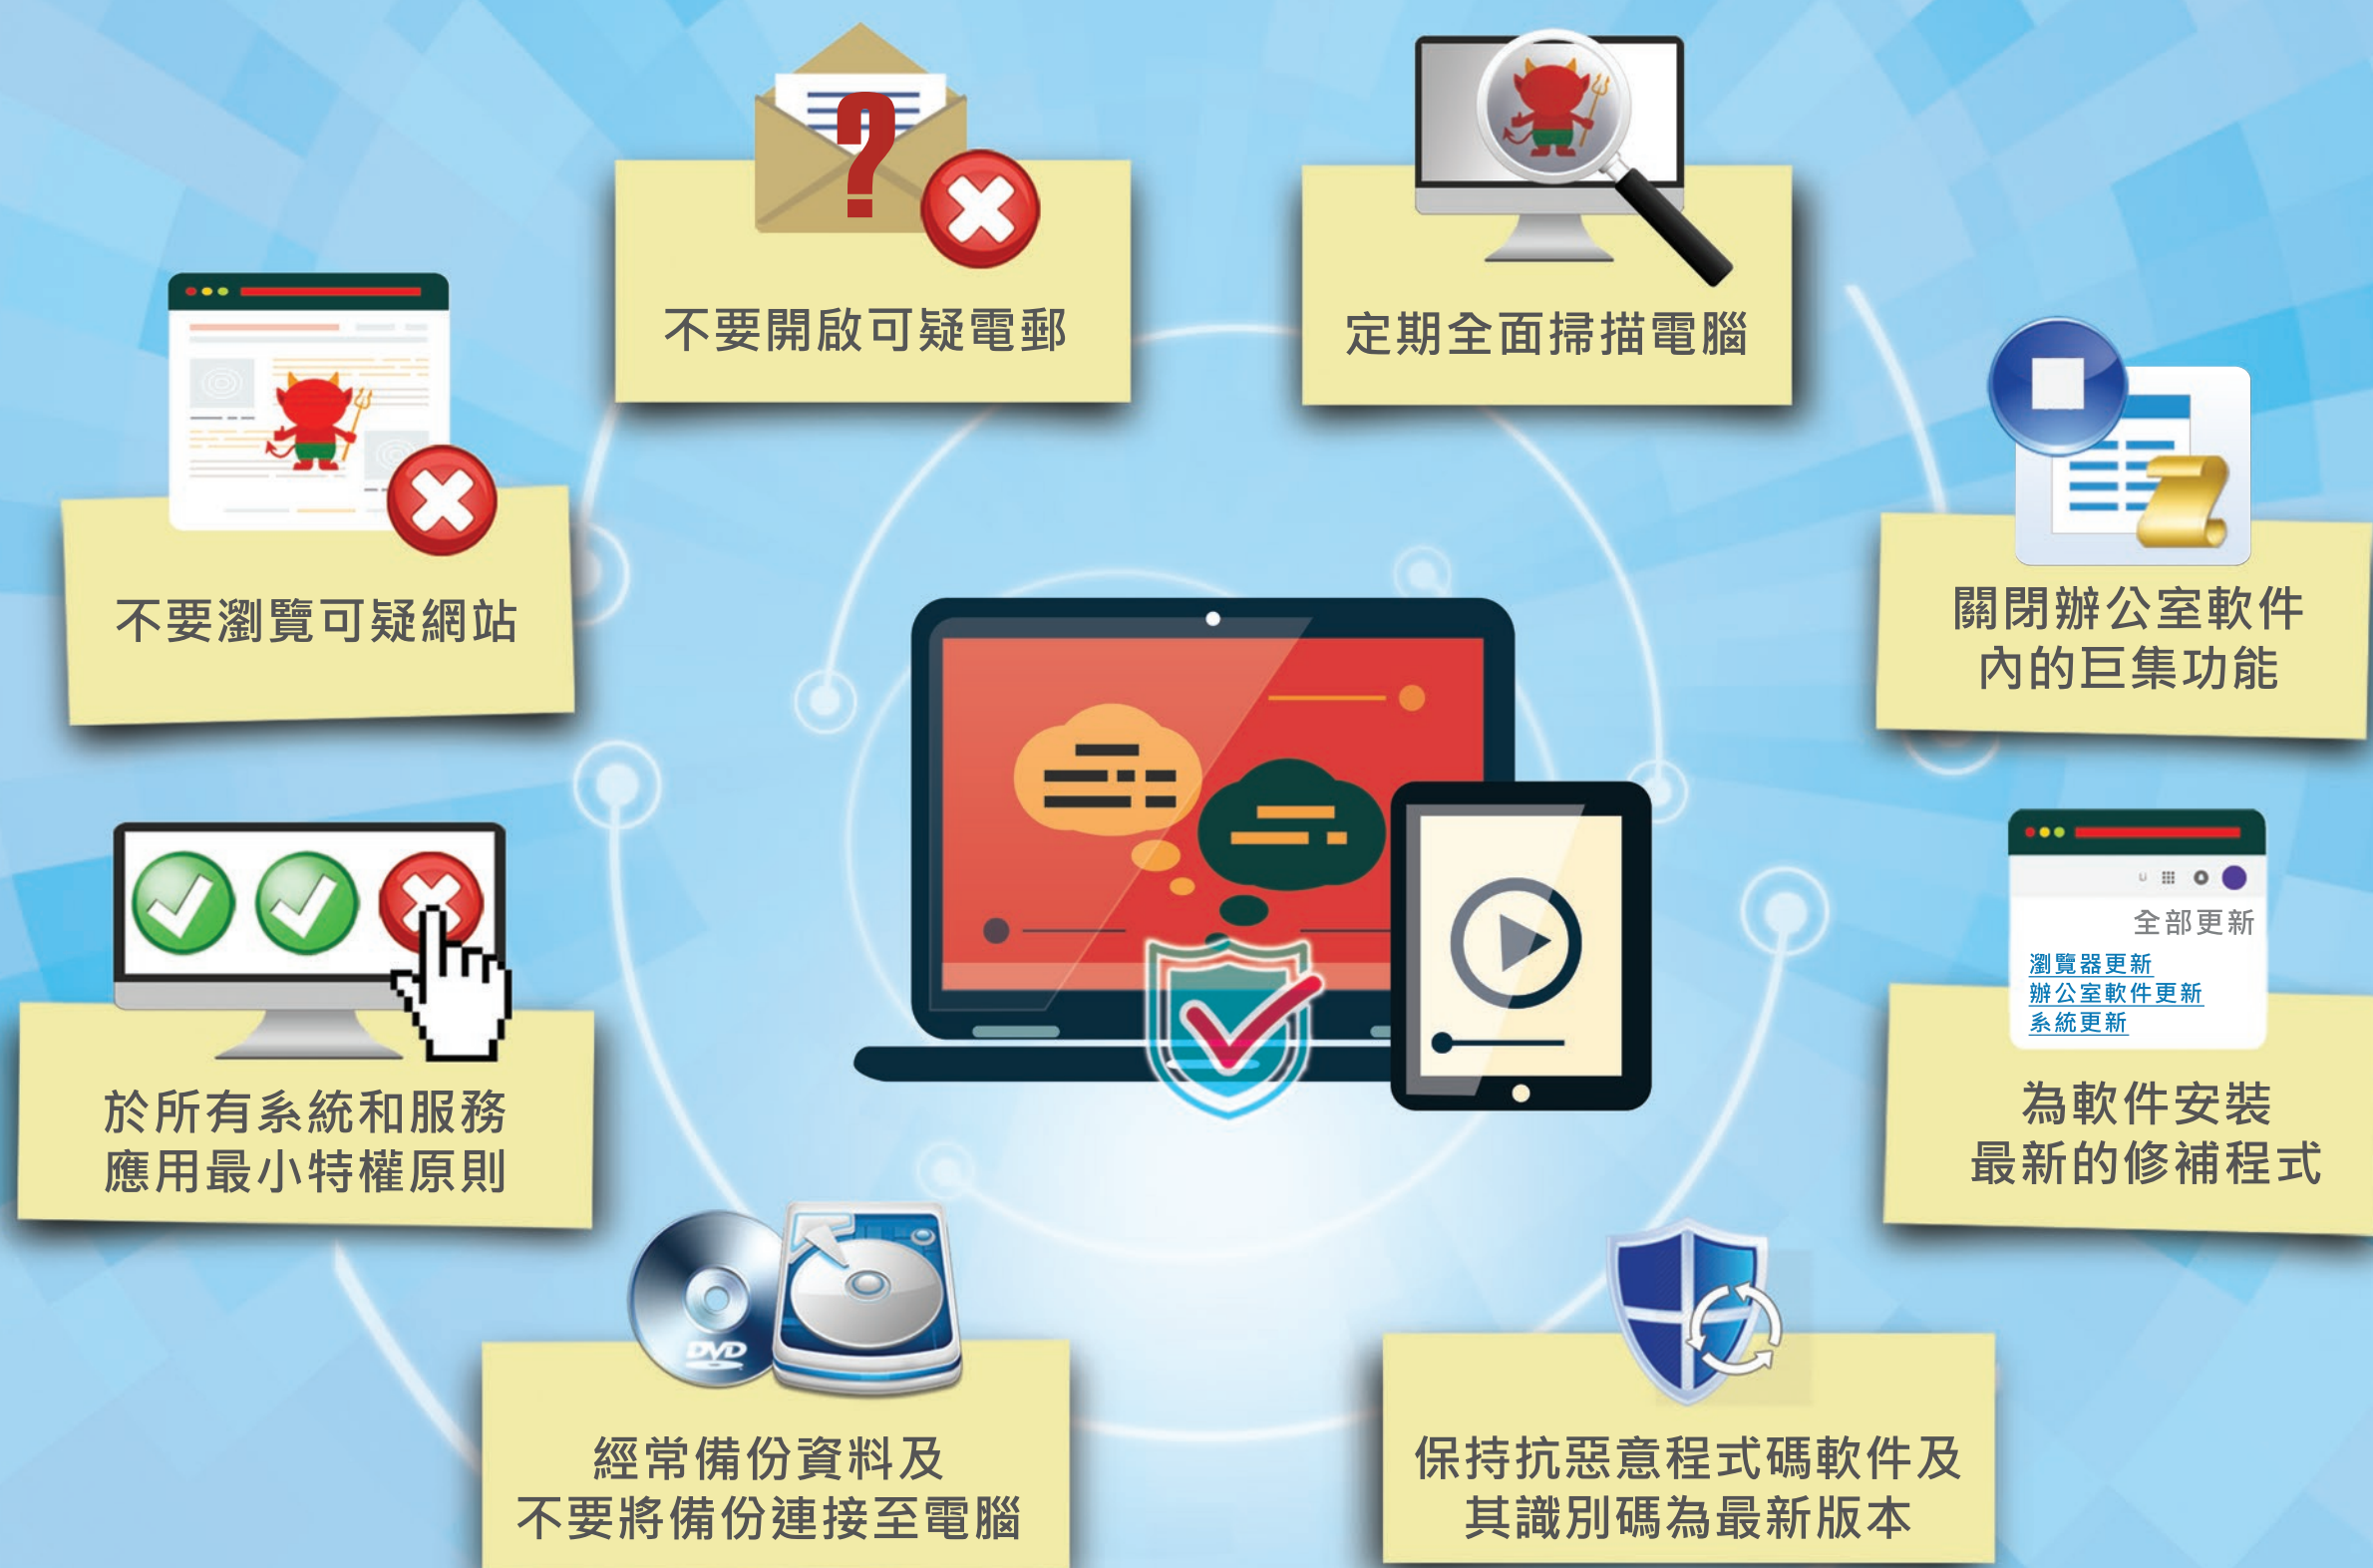 不要開啟可疑電郵
定期全面掃描電腦
不要瀏覽可疑網站
關閉辦公室軟件
內的巨集功能
全部更新
瀏覽器更新
辦公室軟件更新
系統更新
為軟件安裝
最新的修補程式
於所有系統和服務
應用最小特權原則
DVD
經常備份資料及
不要將備份連接至電腦
保持抗惡意程式碼軟件及
其識別碼為最新版本